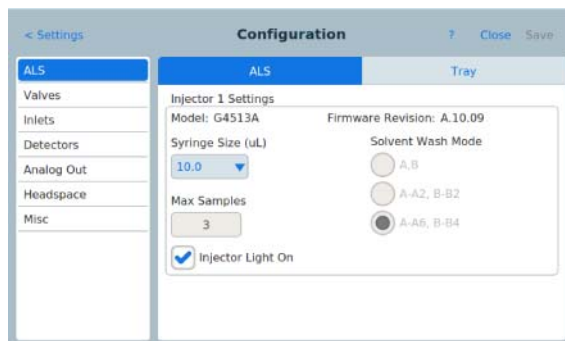 < Settings
Configuration
? Close Save
ALS
Valves
Inlets
Detectors
Analog Out
Headspace
Misc
ALS Tray
Injector 1 Settings
Model: G4513A Firmware Revision: A.10.09
Syringe Size (uL) Solvent Wash Mode
10.0 A,B
A-A2, B-B2
Max Samples
3 A-A6, B-B4
Injector Light On